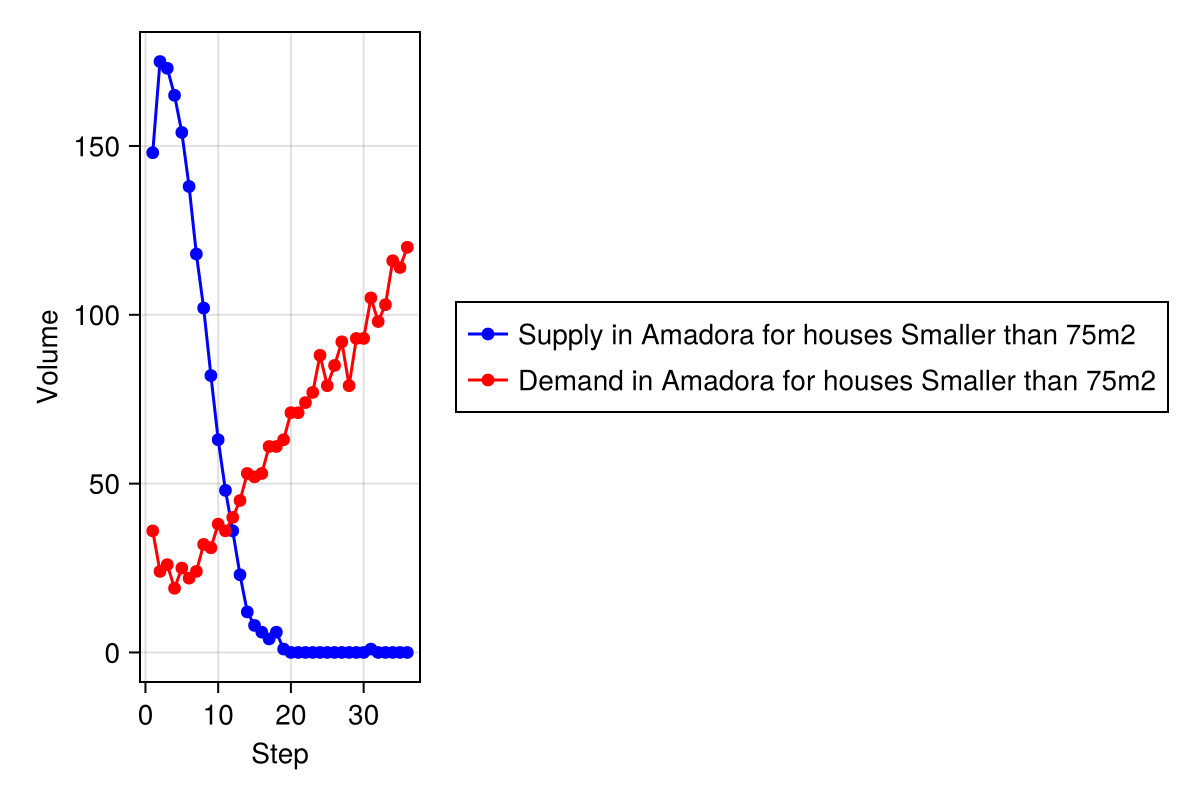 150
100
50
0
Volume
0 10 20 30
Step
Supply in Amadora for houses Smaller than 75m2
Demand in Amadora for houses Smaller than 75m2